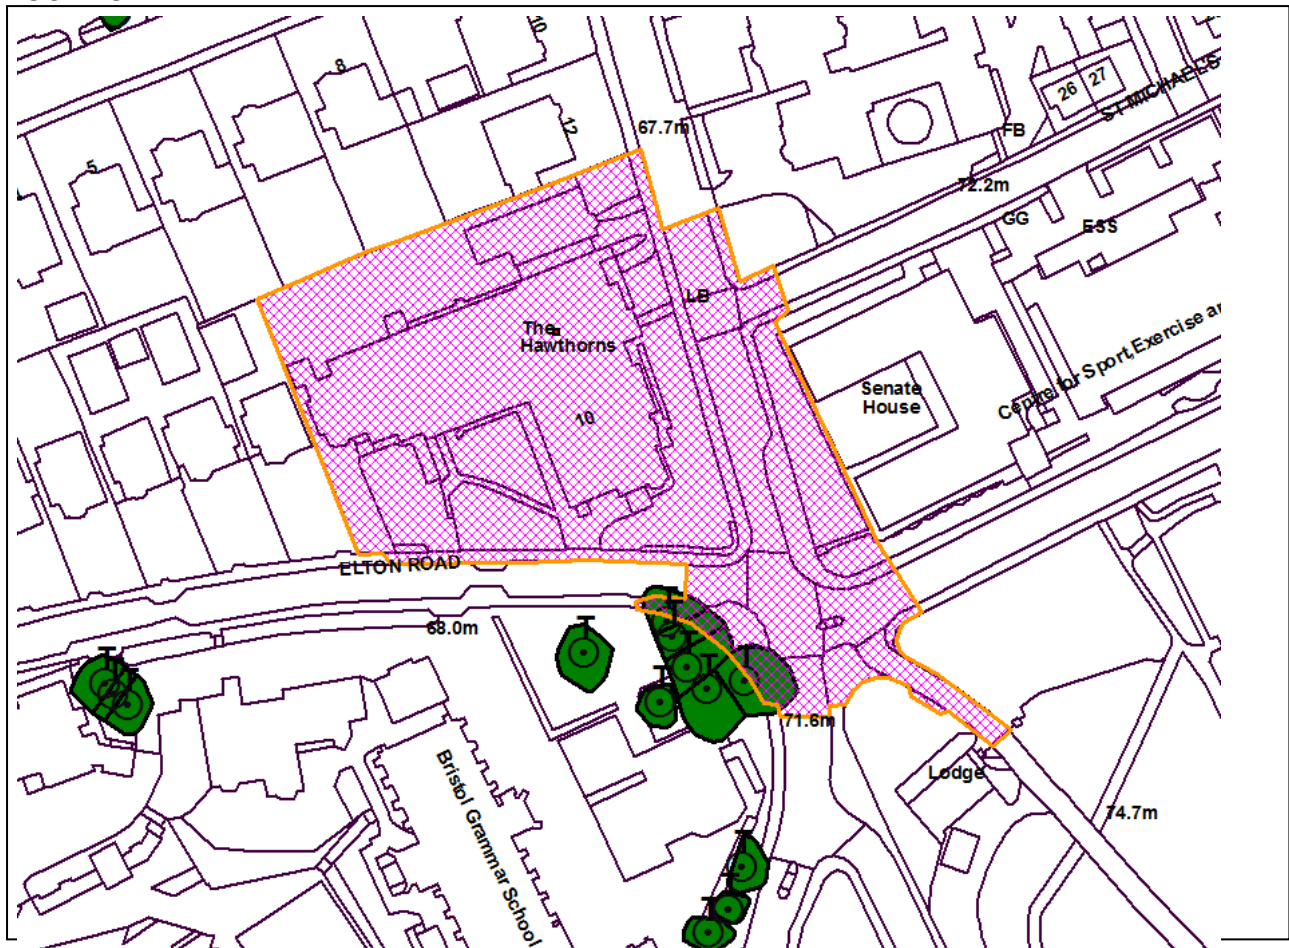 10
8
26 27
ST MICHAELS
12
67.7m
FB
5
72.2m
GG
ESS
LB
The
Hawthorns
Centre for Sport, Exercise a
Senate
House
10
ELTON ROAD
68.0m
T
T
T
T
T
T
T
T
T
T
71.6m
Bristol Grammar School
Lodge
74.7m
T
T
T